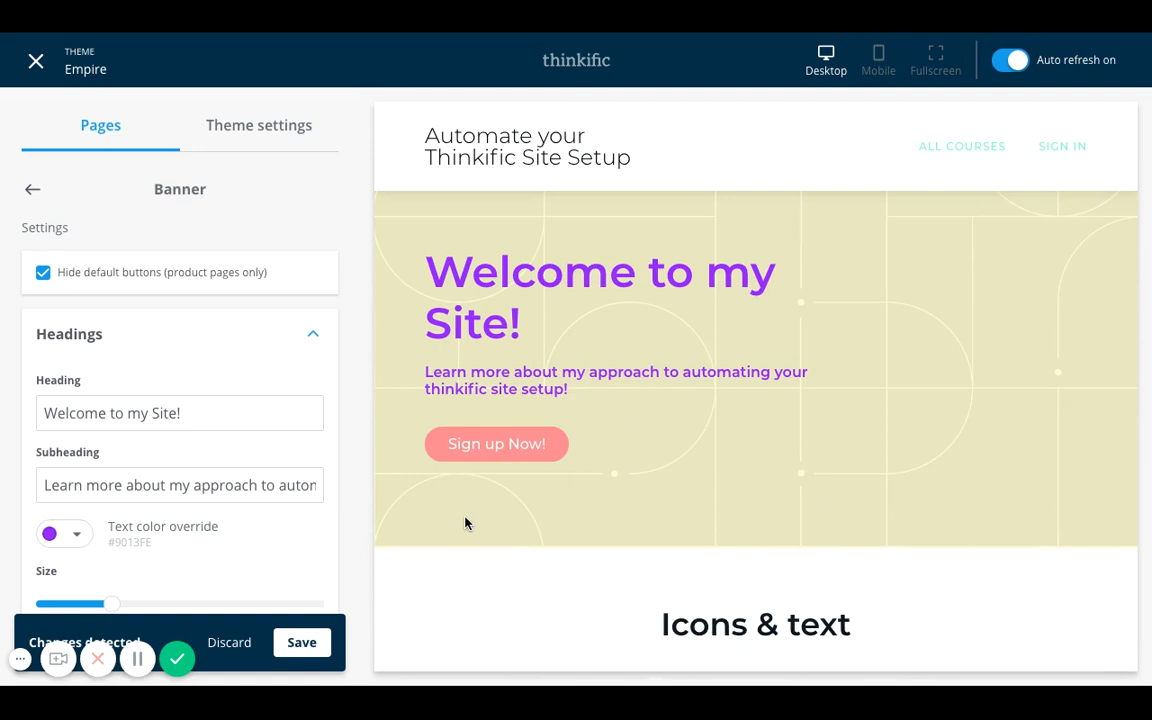 THEME
Empire
thinkific
Desktop
Mobile
Fullscreen
Auto refresh on
Pages
Theme settings
Banner
Settings
Hide default buttons (product pages only)
Headings
Heading
Welcome to my Site!
Subheading
Learn more about my approach to autom
Text color override
#9013FE
Size
Changes detected
Discard
Save
Automate your
Thinkific Site Setup
ALL COURSES
SIGN IN
Welcome to my
Site!
Learn more about my approach to automating your
thinkific site setup!
Sign up Now!
Icons & text